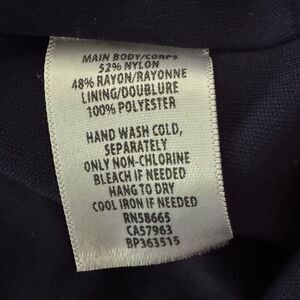 MAIN BODY/CORPS
52% NYLON
48% RAYON/RAYONNE
LINING/DOUBLURE
100% POLYESTER
HAND WASH COLD,
SEPARATELY
ONLY NON-CHLORINE
BLEACH IF NEEDED
HANG TO DRY
COOL IRON IF NEEDED
RN58665
CA57963
BP363515